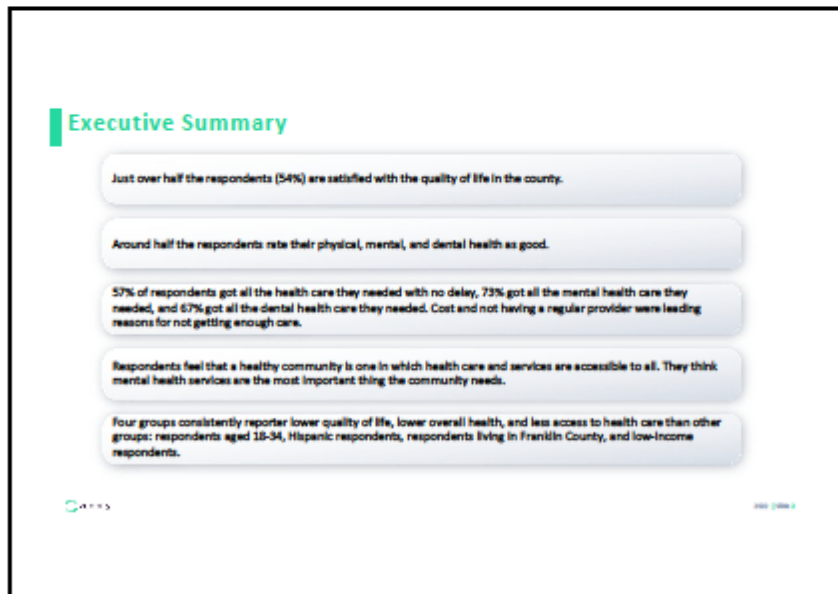 Executive Summary
Just over half the respondents (54%) are satisfied with the quality of life in the county.
Around half the respondents rate their physical, mental, and dental health as good.
57% of respondents got all the health care they needed with no delay, 73% got all the mental health care they
needed, and 67% got all the dental health care they needed. Cost and not having a regular provider were leading
reasons for not getting enough care.
Respondents feel that a healthy community is one in which health care and services are accessible to all. They think
mental health services are the most important thing the community needs.
Four groups consistently reporter lower quality of life, lower overall health, and less access to health care than other
groups: respondents aged 18-34, Hispanic respondents, respondents living in Franklin County, and low-income
respondents.